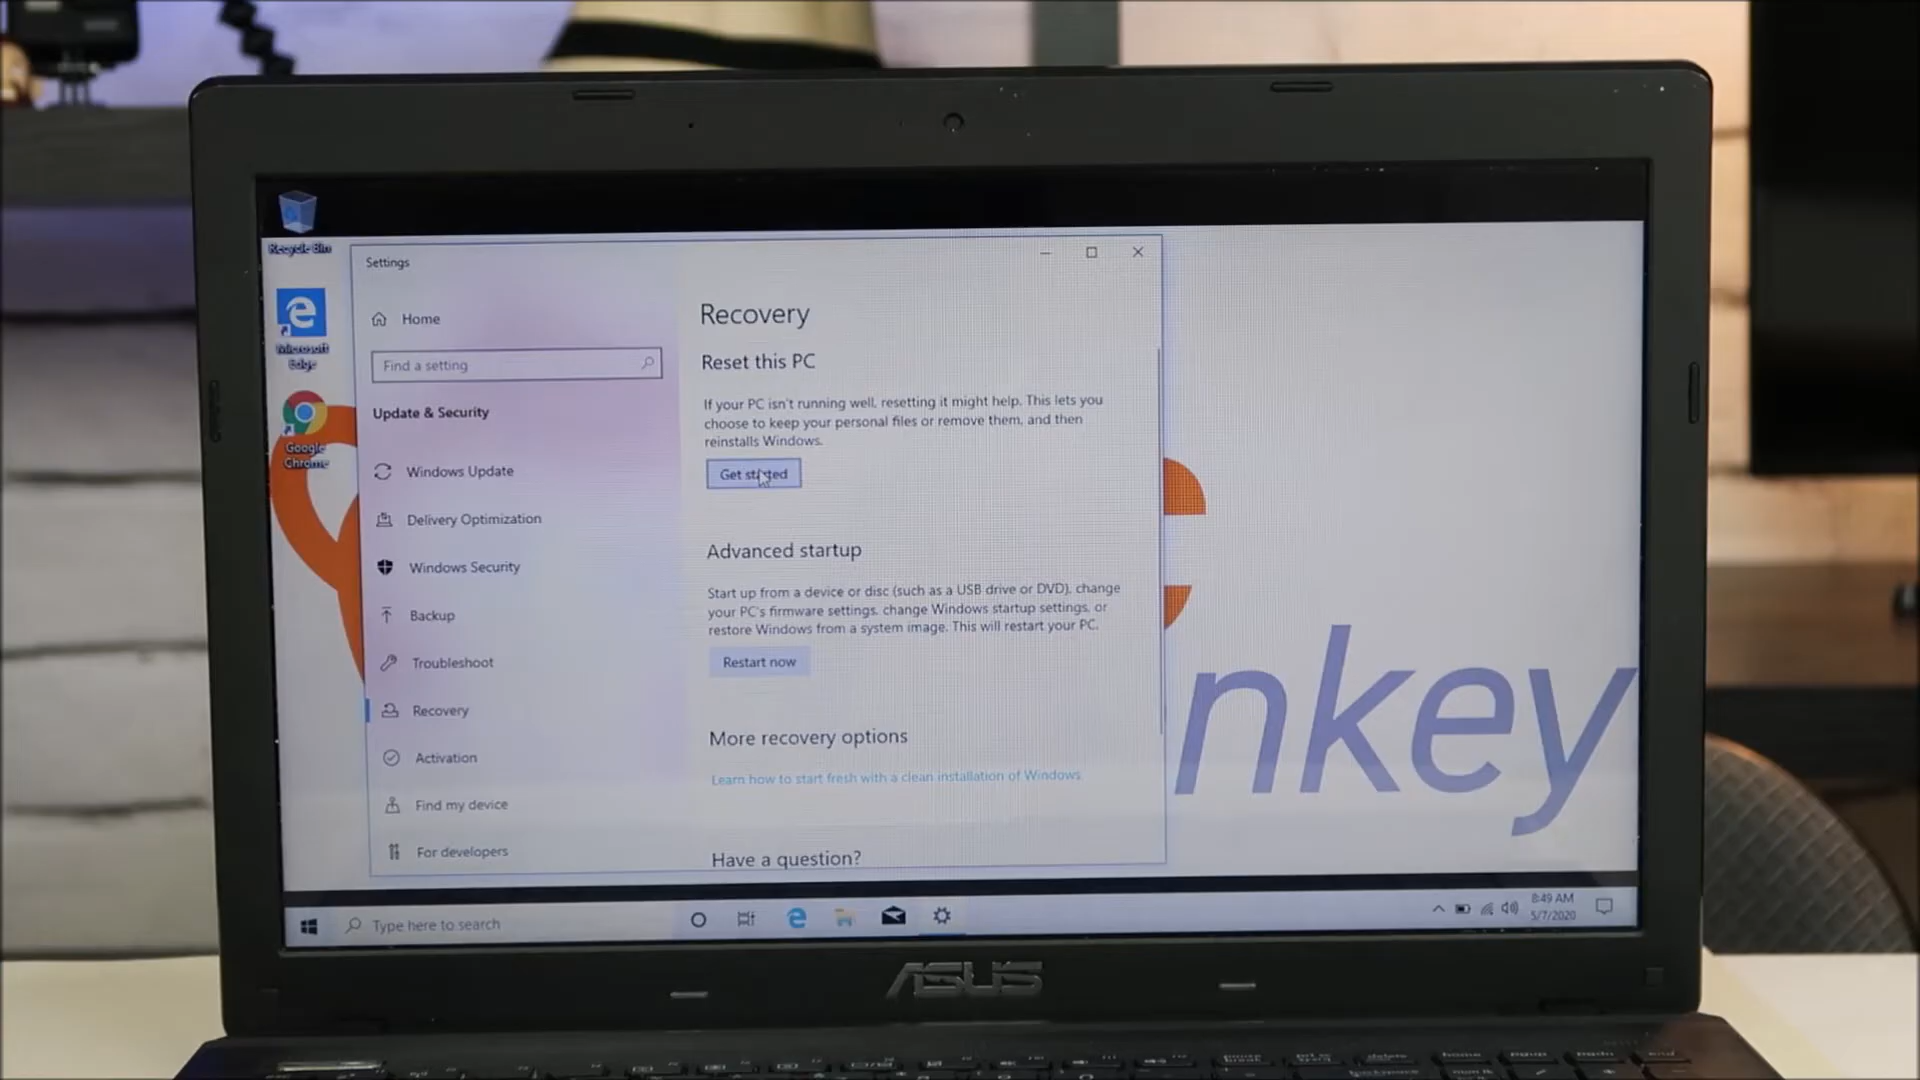 Recycle Bin
Microsoft
Edge
Google
Chrome
Settings
Home
Find a setting
Update & Security
Windows Update
Delivery Optimization
Windows Security
Backup
Troubleshoot
Recovery
Activation
Find my device
For developers
Recovery
Reset this PC
If your PC isn't running well, resetting it might help. This lets you
choose to keep your personal files or remove them, and then
reinstalls Windows.
Get started
Advanced startup
Start up from a device or disc (such as a USB drive or DVD), change
your PC's firmware settings, change Windows startup settings, or
restore Windows from a system image. This will restart your PC.
Restart now
More recovery options
Learn how to start fresh with a clean installation of Windows
Have a question?
nkey
Type here to search
8:49 AM
5/7/2020
ASUS